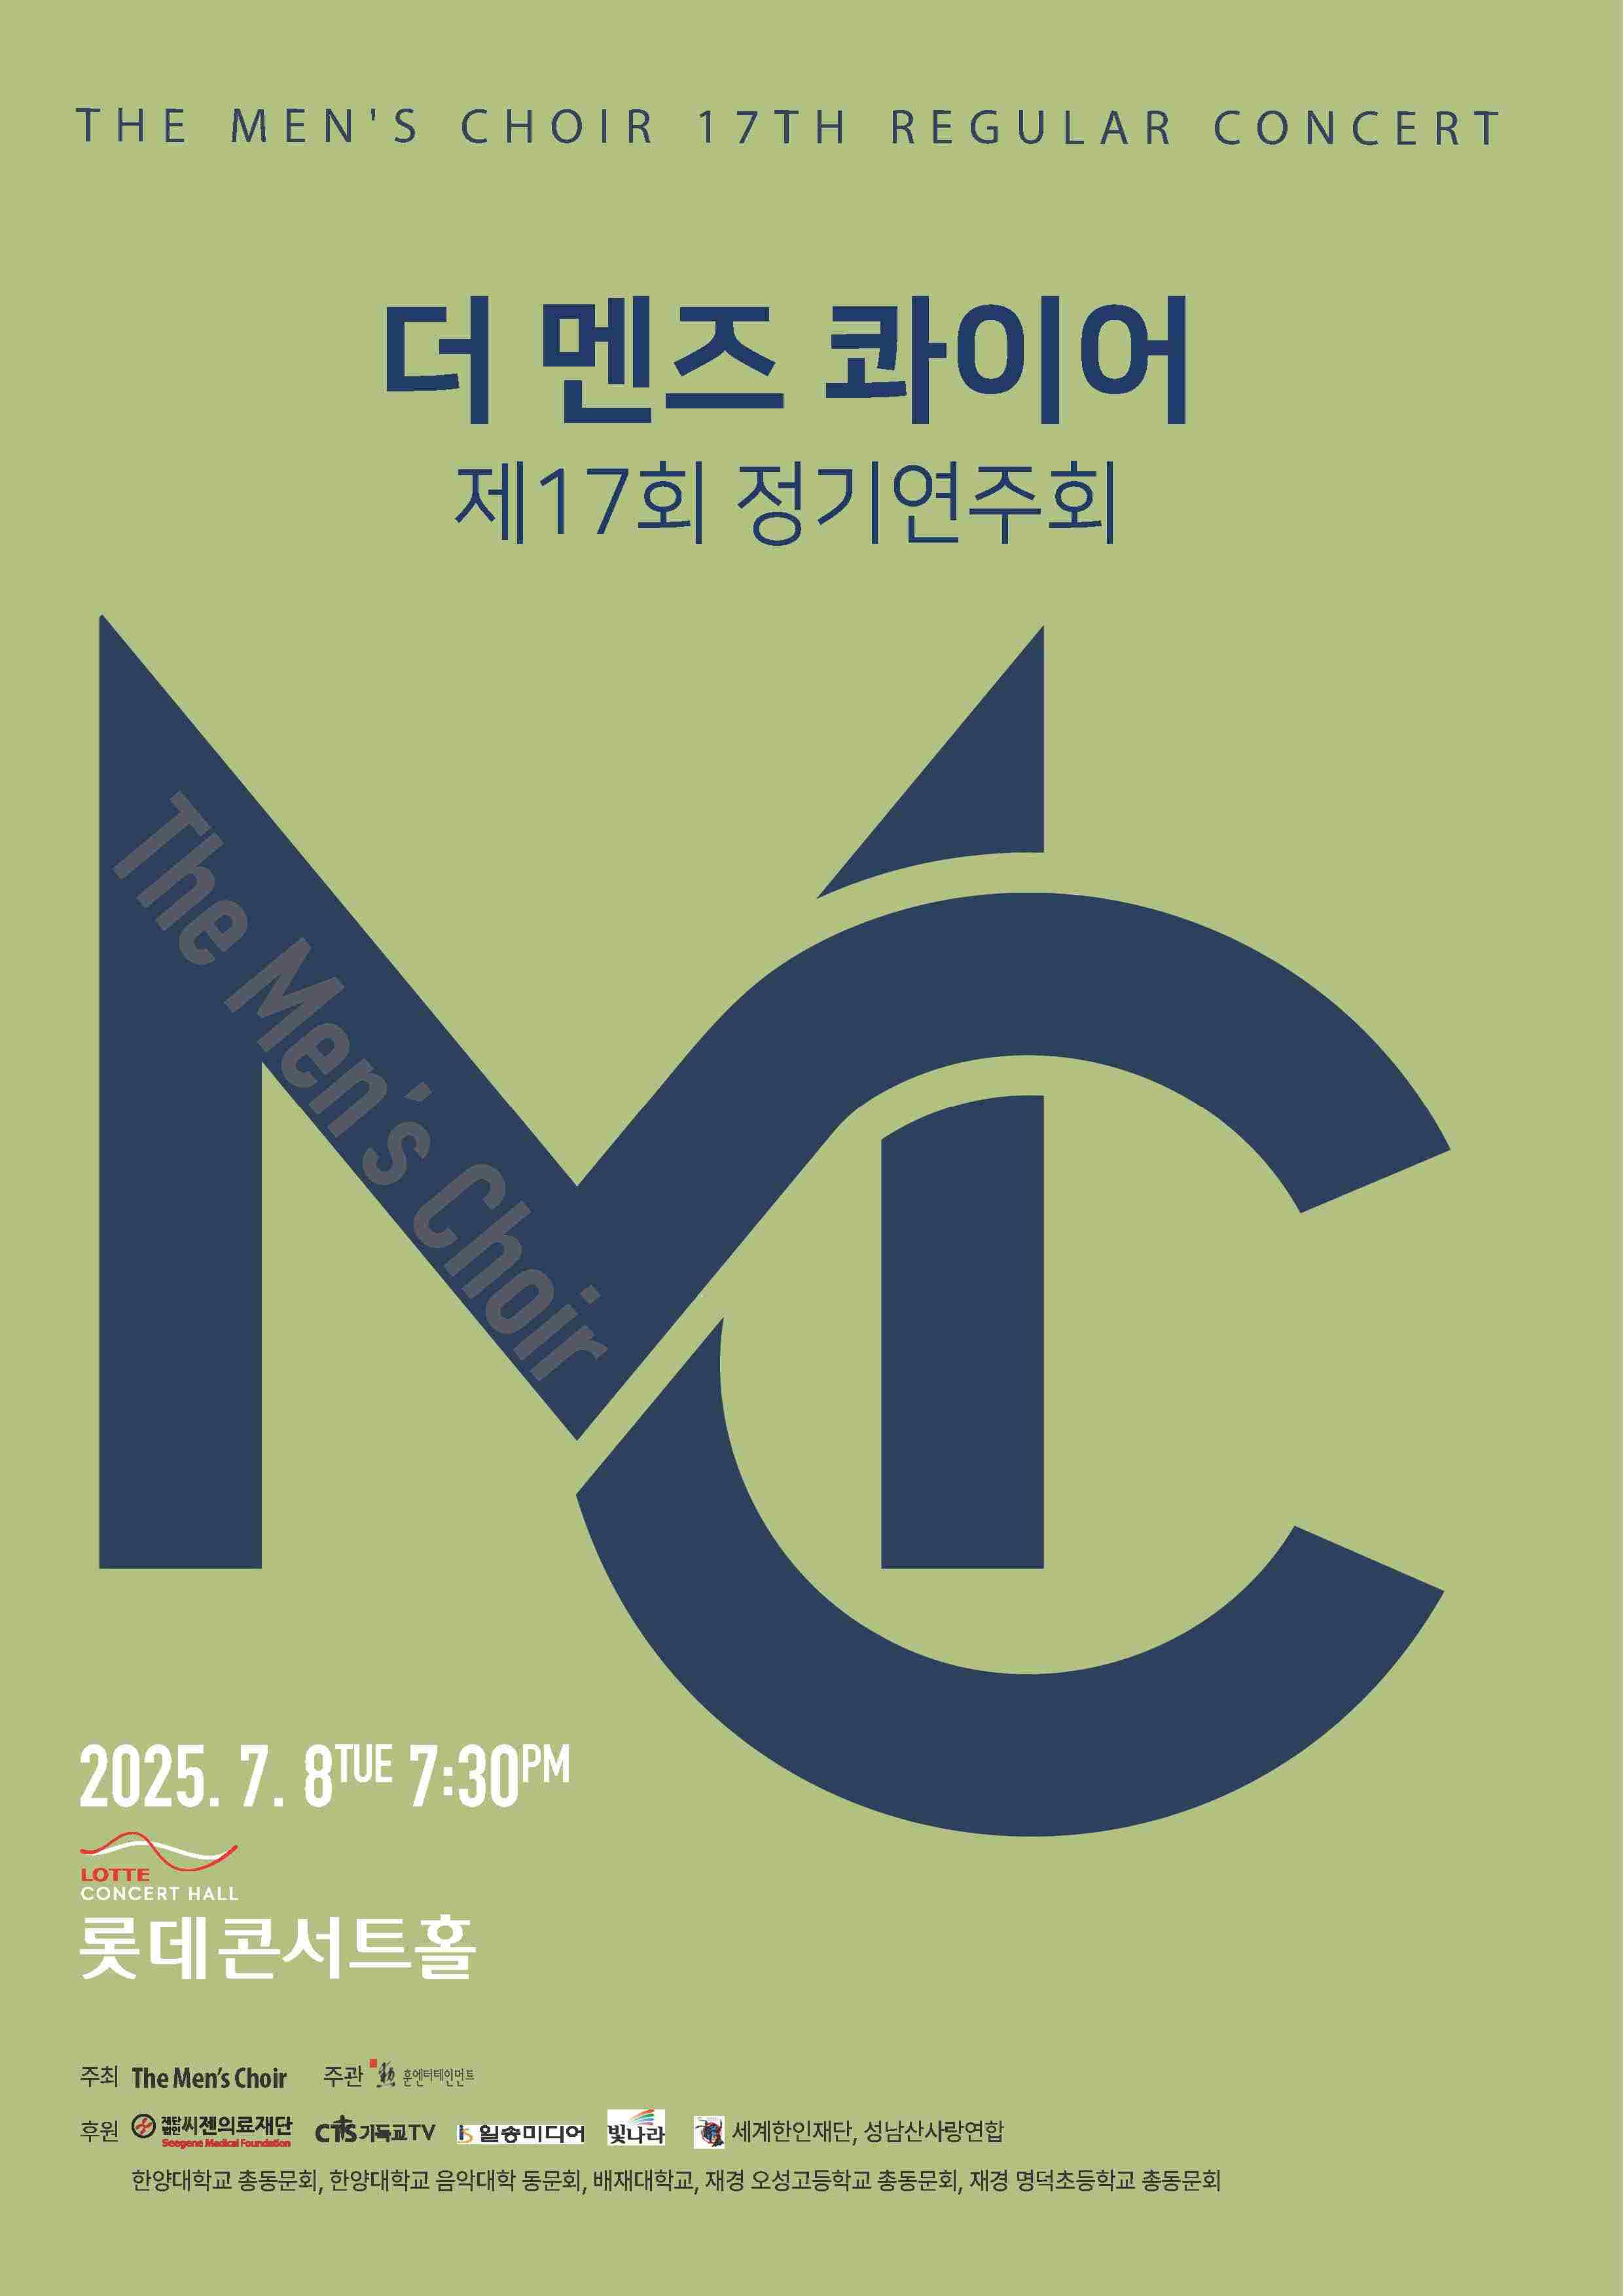 THE MEN'S CHOIR 17TH REGULAR CONCERT
더 멘즈 콰이어
제17회 정기연주회
The Men's Choir
2025. 7. 8TUE 7:30PM
LOTTE
CONCERT HALL
롯데콘서트홀
주최 The Men's Choir 주관 훈엔터테인먼트
후원 재단법인 씨젠의료재단 Seegene Medical Foundation CTS기독교TV 일송미디어 빛나라 세계한인재단, 성남산사랑연합
한양대학교 총동문회, 한양대학교 음악대학 동문회, 배재대학교, 재경 오성고등학교 총동문회, 재경 명덕초등학교 총동문회